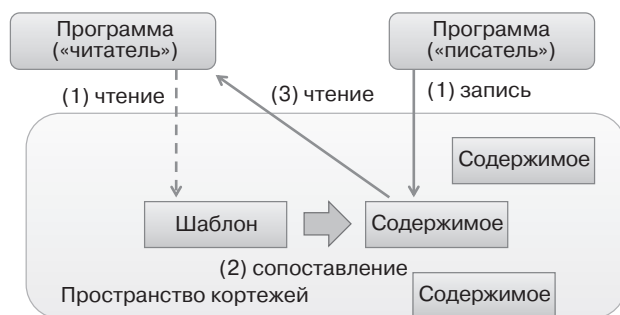 Программа
(«читатель»)
Программа
(«писатель»)
(1) чтение
(3) чтение
(1) запись
Содержимое
Шаблон
Содержимое
(2) сопоставление
Пространство кортежей
Содержимое